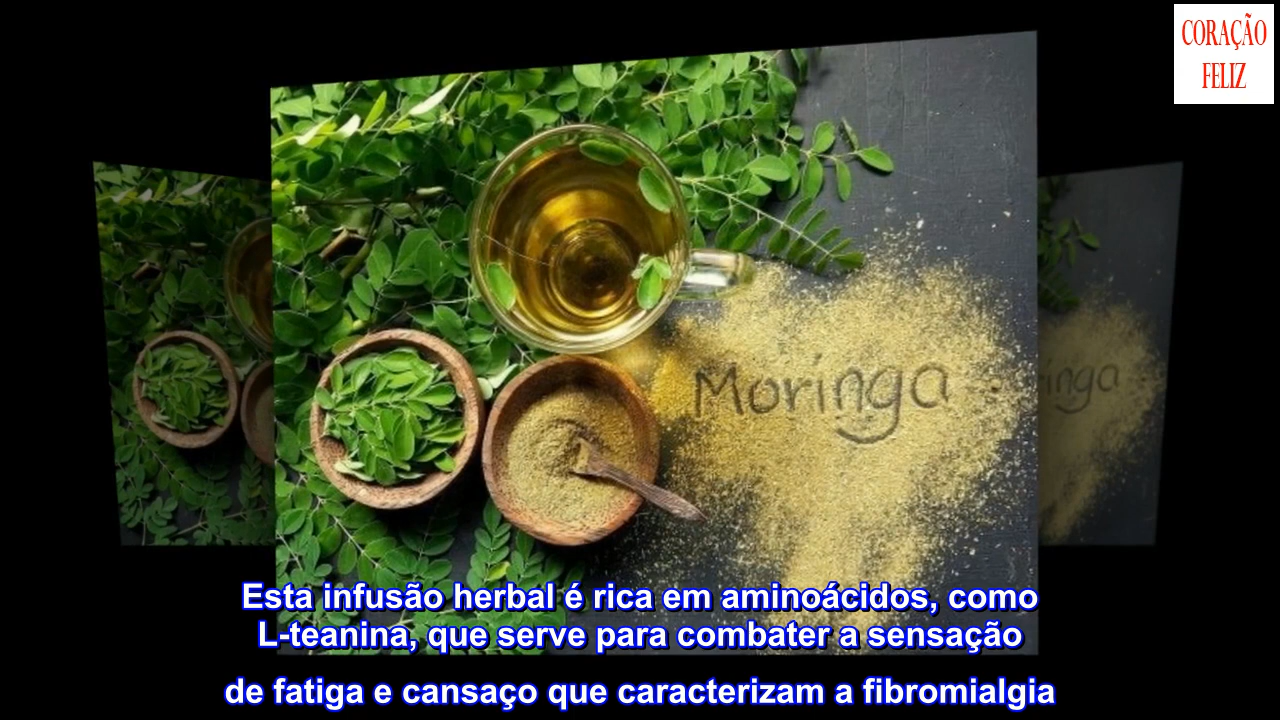 CORAÇÃO
FELIZ
Moringa
ringa
Esta infusão herbal é rica em aminoácidos, como
L-teanina, que serve para combater a sensação
de fatiga e cansaço que caracterizam a fibromialgia